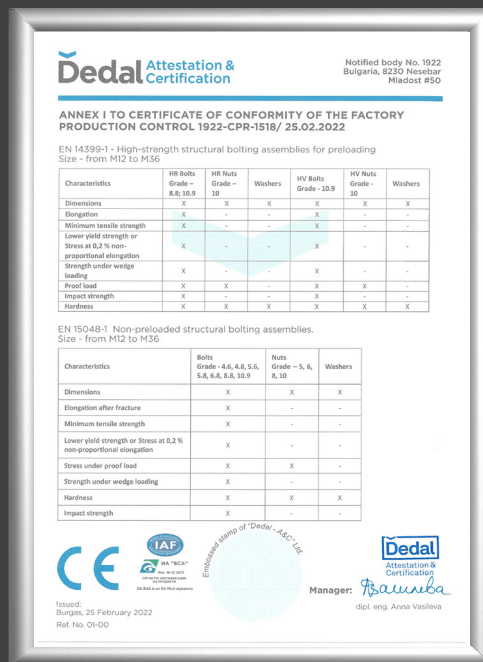 Dedal Attestation &
Certification
Notified body No. 1922
Bulgaria, 8230 Nesebar
Mladost #50
ANNEX I TO CERTIFICATE OF CONFORMITY OF THE FACTORY
PRODUCTION CONTROL 1922-CPR-1518/ 25.02.2022
EN 14399-1 - High-strength structural bolting assemblies for preloading
Size - from M12 to M36
Characteristics | HR Bolts Grade – 8.8; 10.9 | HR Nuts Grade – 10 | Washers | HV Bolts Grade - 10.9 | HV Nuts Grade - 10 | Washers
Dimensions X X X X X X
Elongation X - - X - -
Minimum tensile strength X - - X - -
Lower yield strength or Stress at 0,2 % non-proportional elongation X - - X - -
Strength under wedge loading X - - X - -
Proof load X X - X X -
Impact strength X - - X - -
Hardness X X X X X X
EN 15048-1 Non-preloaded structural bolting assemblies.
Size - from M12 to M36
Characteristics | Bolts Grade - 4.6, 4.8, 5.6, 5.8, 6.8, 8.8, 10.9 | Nuts Grade – 5, 6, 8, 10 | Washers
Dimensions X X X
Elongation after fracture X - -
Minimum tensile strength X - -
Lower yield strength or Stress at 0,2 % non-proportional elongation X - -
Stress under proof load X X -
Strength under wedge loading X - -
Hardness X X X
Impact strength X - -
CE
IAF
ИА "БСА"
Embossed stamp of "Dedal - A&C" Ltd.
Dedal
Attestation &
Certification
Manager:
dipl. eng. Anna Vasileva
Issued:
Burgas, 25 February 2022
Ref. No. 01-00